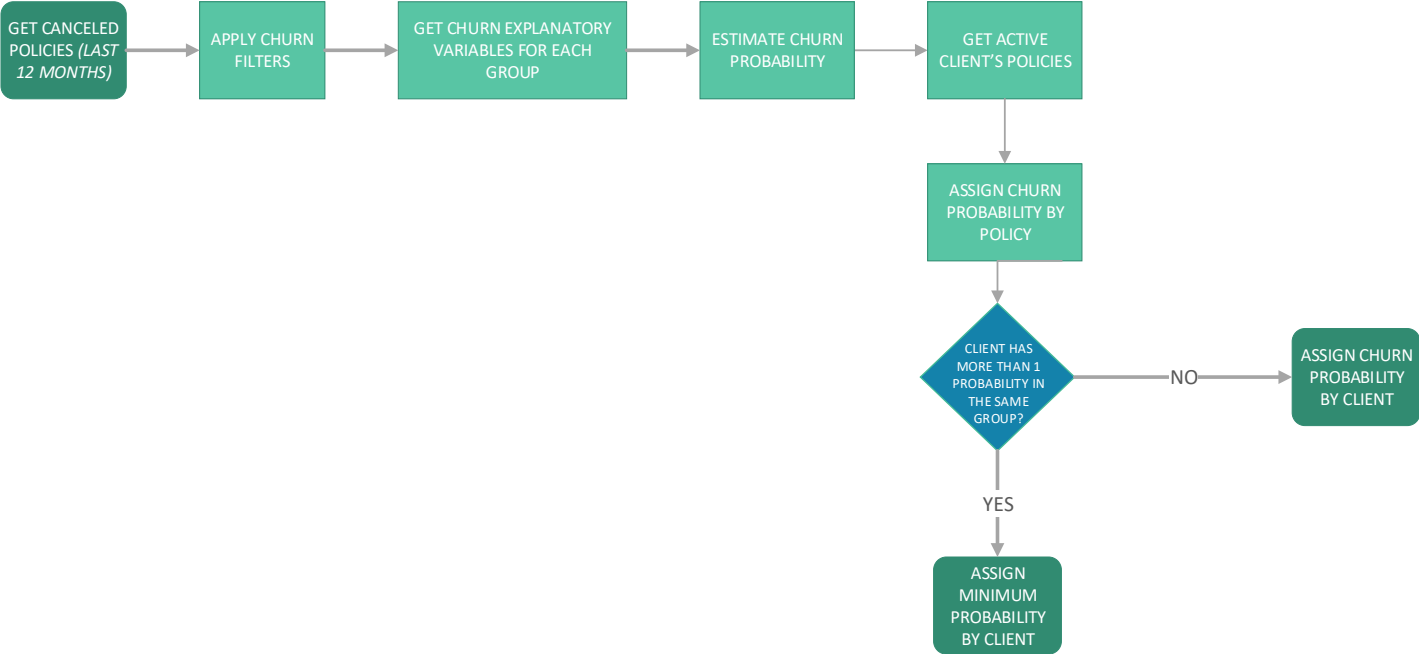 GET CANCELED
POLICIES (LAST
12 MONTHS)
APPLY CHURN
FILTERS
GET CHURN EXPLANATORY
VARIABLES FOR EACH
GROUP
ESTIMATE CHURN
PROBABILITY
GET ACTIVE
CLIENT’S POLICIES
ASSIGN CHURN
PROBABILITY BY
POLICY
CLIENT HAS
MORE THAN 1
PROBABILITY IN
THE SAME
GROUP?
NO
ASSIGN CHURN
PROBABILITY
BY CLIENT
YES
ASSIGN
MINIMUM
PROBABILITY
BY CLIENT